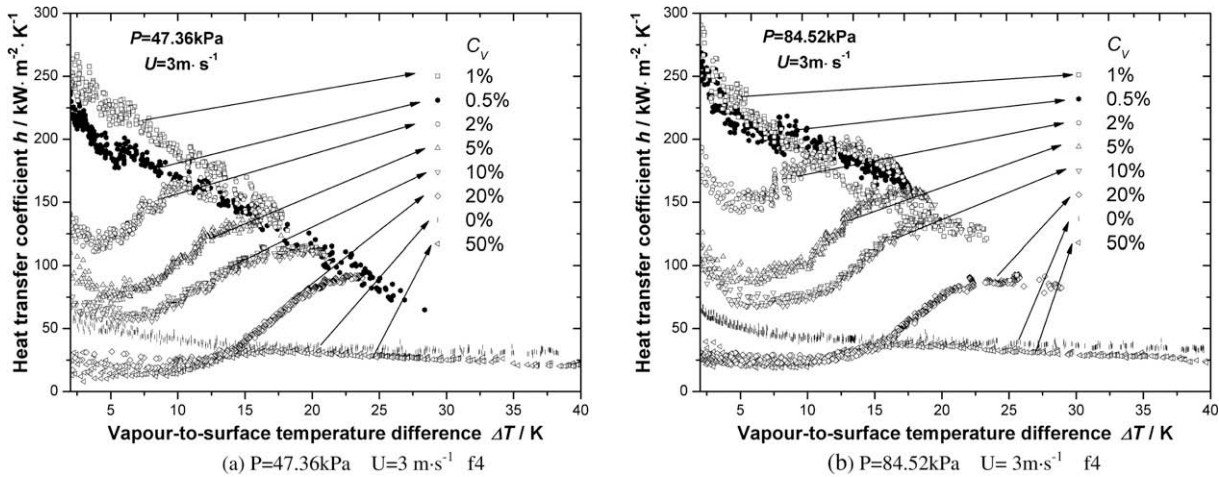 P=47.36kPa
U=3m· s⁻¹
C_V
1%
0.5%
2%
5%
10%
20%
0%
50%
300
250
200
150
100
50
0
5 10 15 20 25 30 35 40
Heat transfer coefficient h / kW· m⁻²· K⁻¹
Vapour-to-surface temperature difference ΔT / K
(a) P=47.36kPa U=3 m·s⁻¹ f4
P=84.52kPa
U=3m· s⁻¹
C_V
1%
0.5%
2%
5%
10%
20%
0%
50%
300
250
200
150
100
50
0
5 10 15 20 25 30 35 40
Heat transfer coefficient h / kW· m⁻²· K⁻¹
Vapour-to-surface temperature difference ΔT / K
(b) P=84.52kPa U= 3m·s⁻¹ f4